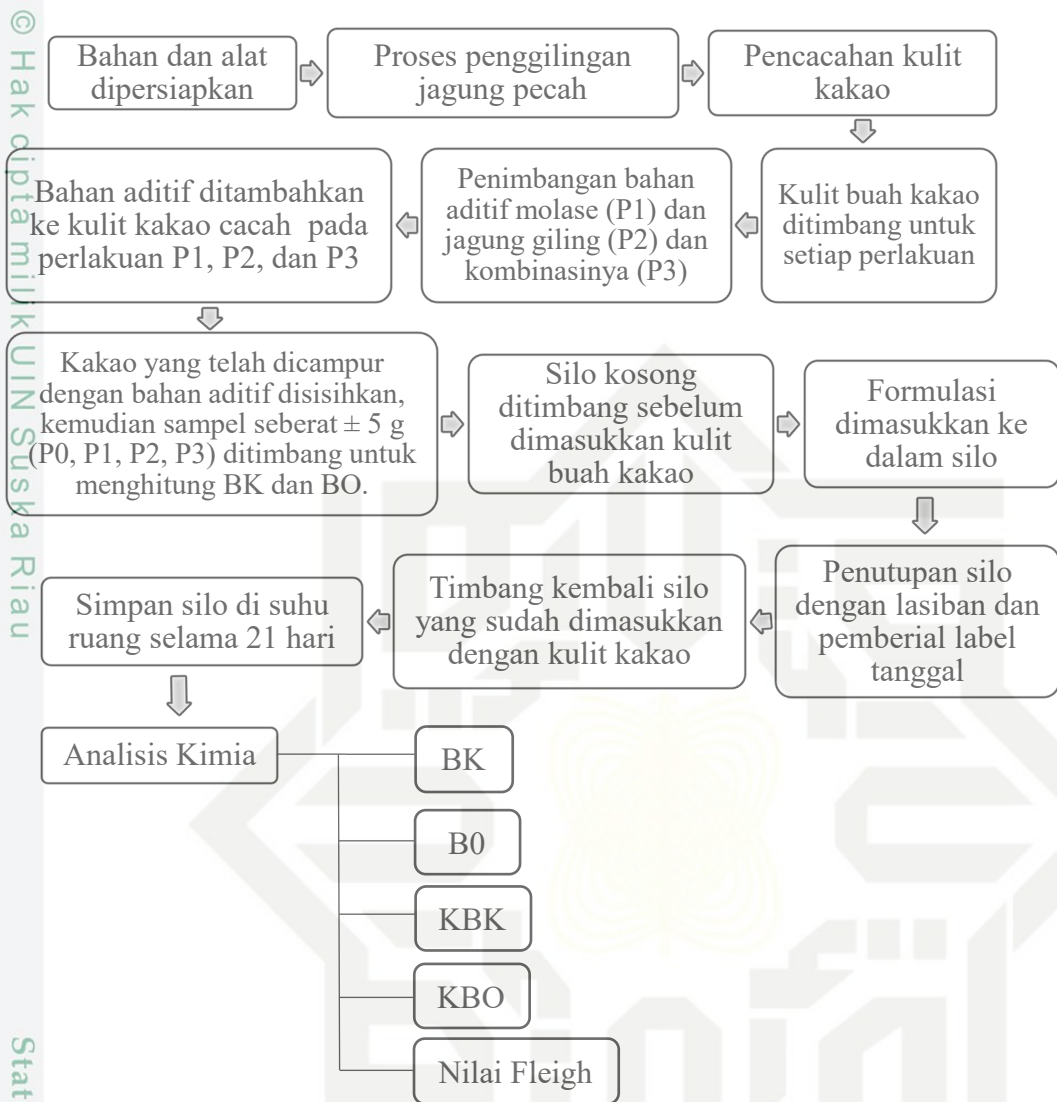 © Hak cipta milik UIN Suska Riau
Stat
Bahan dan alat
dipersiapkan
Proses penggilingan
jagung pecah
Pencacahan kulit
kakao
Kulit buah kakao
ditimbang untuk
setiap perlakuan
Penimbangan bahan
aditif molase (P1) dan
jagung giling (P2) dan
kombinasinya (P3)
Bahan aditif ditambahkan
ke kulit kakao cacah pada
perlakuan P1, P2, dan P3
Kakao yang telah dicampur
dengan bahan aditif disisihkan,
kemudian sampel seberat ± 5 g
(P0, P1, P2, P3) ditimbang untuk
menghitung BK dan BO.
Silo kosong
ditimbang sebelum
dimasukkan kulit
buah kakao
Formulasi
dimasukkan ke
dalam silo
Penutupan silo
dengan lasiban dan
pemberial label
tanggal
Timbang kembali silo
yang sudah dimasukkan
dengan kulit kakao
Simpan silo di suhu
ruang selama 21 hari
Analisis Kimia
BK
B0
KBK
KBO
Nilai Fleigh